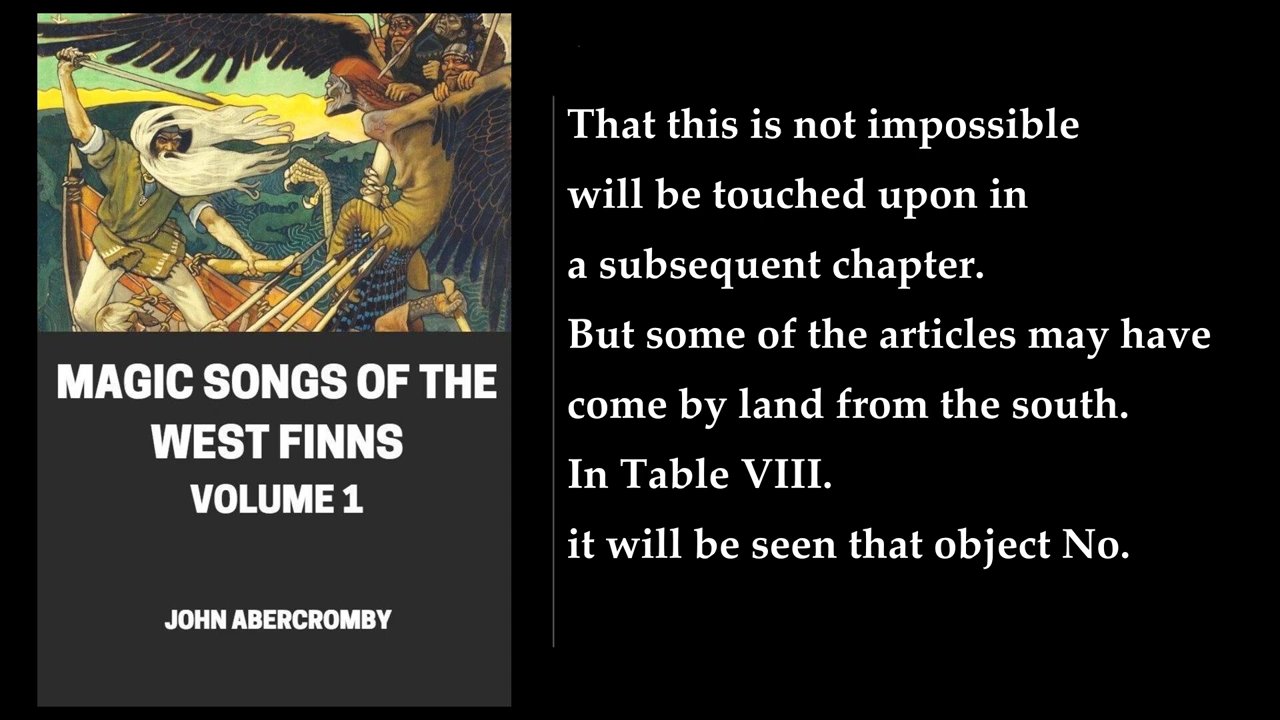 MAGIC SONGS OF THE
WEST FINNS
VOLUME 1
JOHN ABERCROMBY
That this is not impossible
will be touched upon in
a subsequent chapter.
But some of the articles may have
come by land from the south.
In Table VIII.
it will be seen that object No.